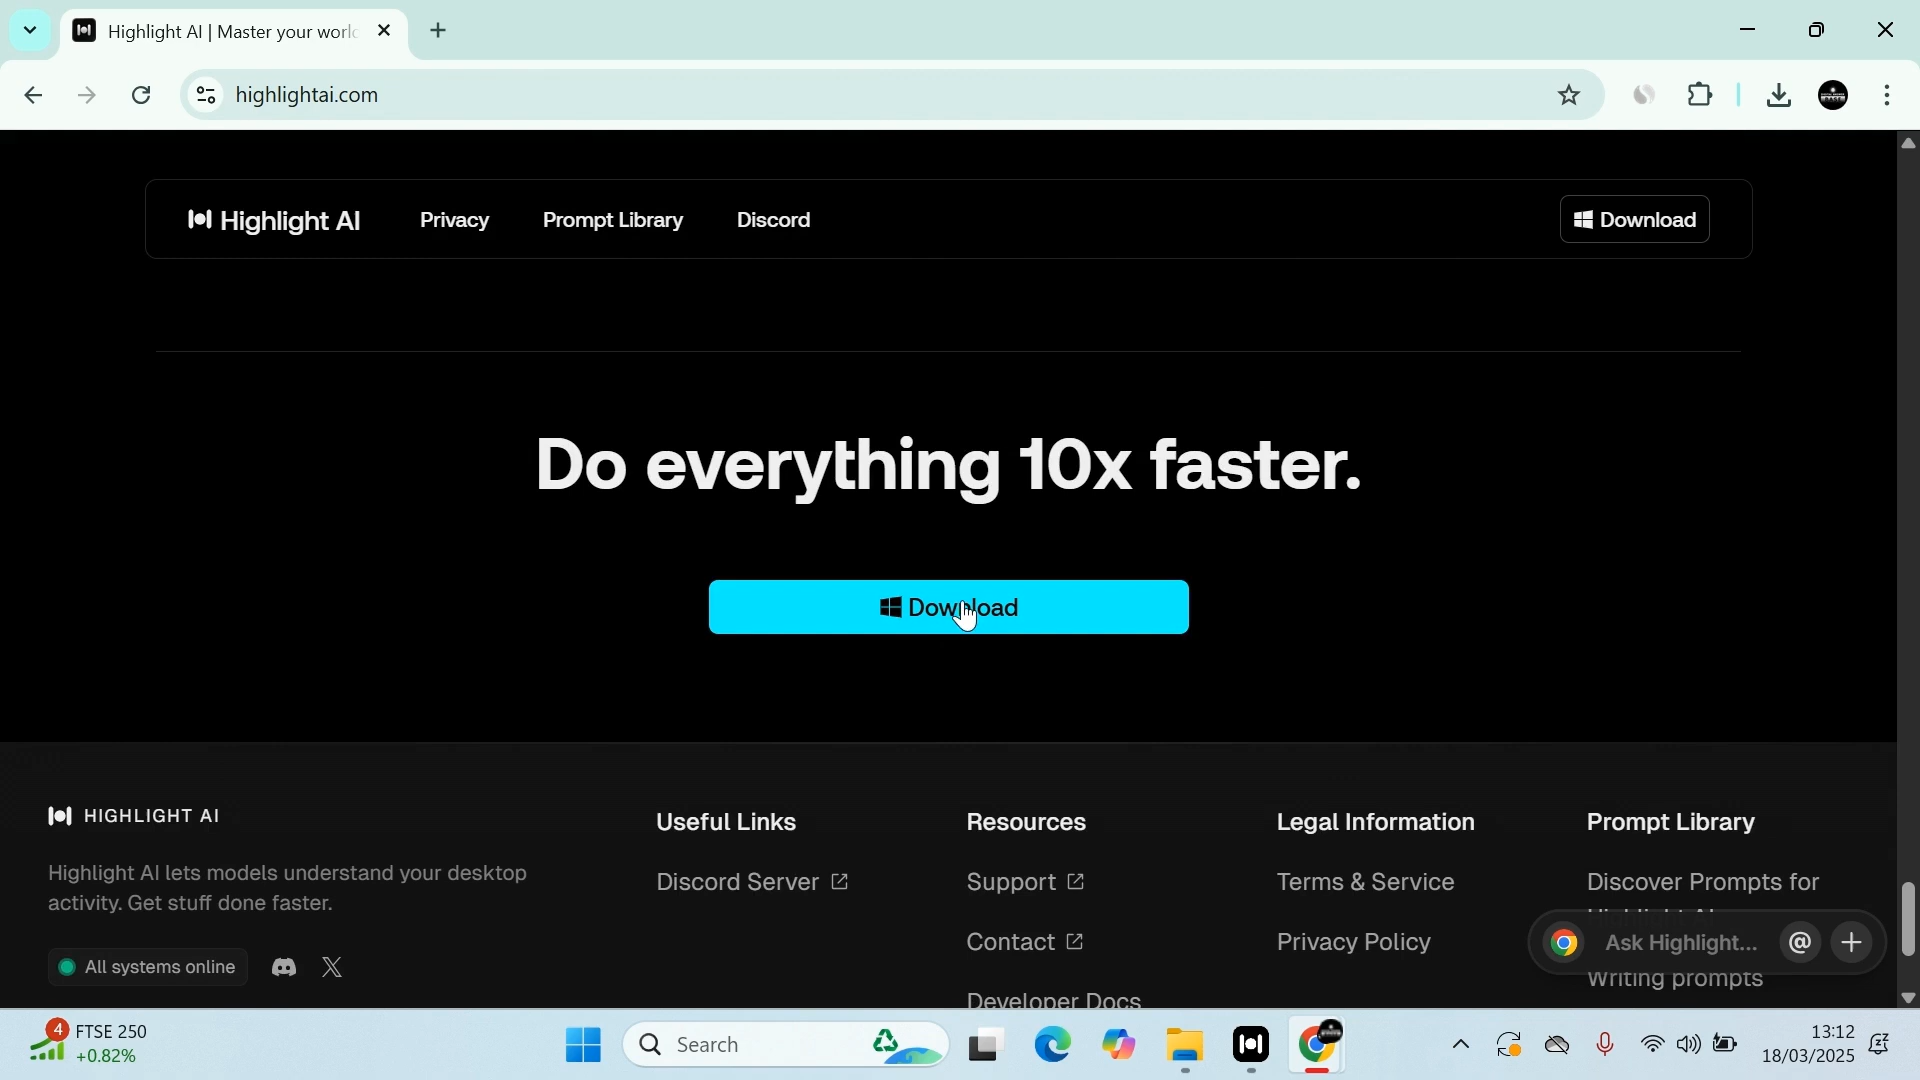 Highlight AI | Master your worl
highlightai.com
Highlight AI
Privacy
Prompt Library
Discord
Download
Do everything 10x faster.
Download
HIGHLIGHT AI
Highlight AI lets models understand your desktop
activity. Get stuff done faster.
All systems online
Useful Links
Discord Server
Resources
Support
Contact
Developer Docs
Legal Information
Terms & Service
Privacy Policy
Prompt Library
Discover Prompts for
Ask Highlight... @ +
Writing prompts
4
FTSE 250
+0.82%
Search
13:12
18/03/2025